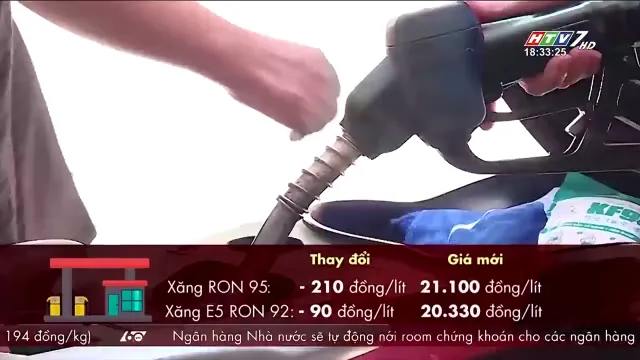 HTV7 HD
18:33:25
KF9
Thay đổi Giá mới
Xăng RON 95: - 210 đồng/lít 21.100 đồng/lít
Xăng E5 RON 92: - 90 đồng/lít 20.330 đồng/lít
194 đồng/kg) 60 Ngân hàng Nhà nước sẽ tự động nới room chứng khoán cho các ngân hàng